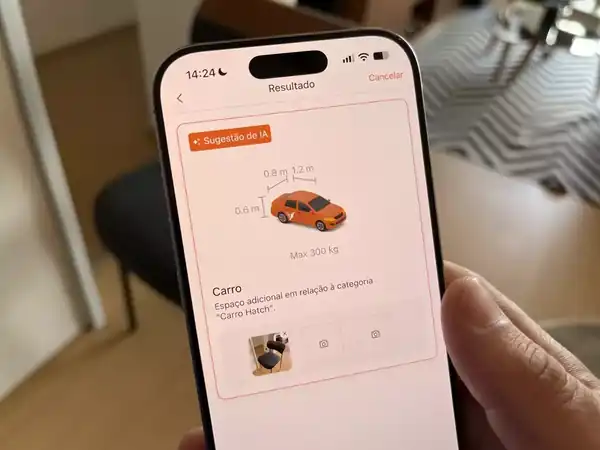 14:24
Resultado
Cancelar
Sugestão de IA
0.8 m 1.2 m
0.6 m
Max 300 kg
Carro
Espaço adicional em relação à categoria
"Carro Hatch".